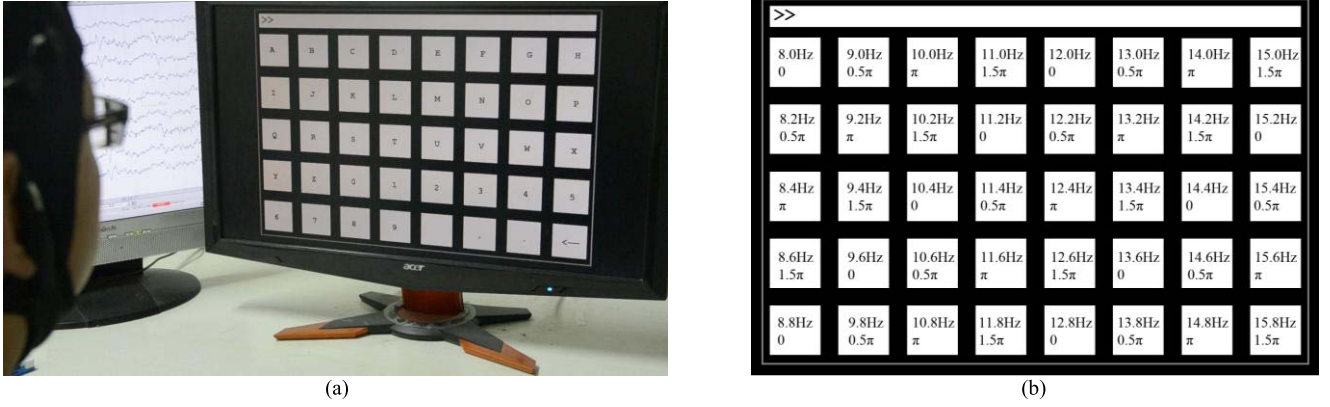 >>
A B C D E F G H
I J K L M N O P
Q R S T U V W X
Y Z 0 1 2 3 4 5
6 7 8 9 , . <—
acer
(a)
>>
8.0Hz 9.0Hz 10.0Hz 11.0Hz 12.0Hz 13.0Hz 14.0Hz 15.0Hz
0 0.5π π 1.5π 0 0.5π π 1.5π
8.2Hz 9.2Hz 10.2Hz 11.2Hz 12.2Hz 13.2Hz 14.2Hz 15.2Hz
0.5π π 1.5π 0 0.5π π 1.5π 0
8.4Hz 9.4Hz 10.4Hz 11.4Hz 12.4Hz 13.4Hz 14.4Hz 15.4Hz
π 1.5π 0 0.5π π 1.5π 0 0.5π
8.6Hz 9.6Hz 10.6Hz 11.6Hz 12.6Hz 13.6Hz 14.6Hz 15.6Hz
1.5π 0 0.5π π 1.5π 0 0.5π π
8.8Hz 9.8Hz 10.8Hz 11.8Hz 12.8Hz 13.8Hz 14.8Hz 15.8Hz
0 0.5π π 1.5π 0 0.5π π 1.5π
(b)